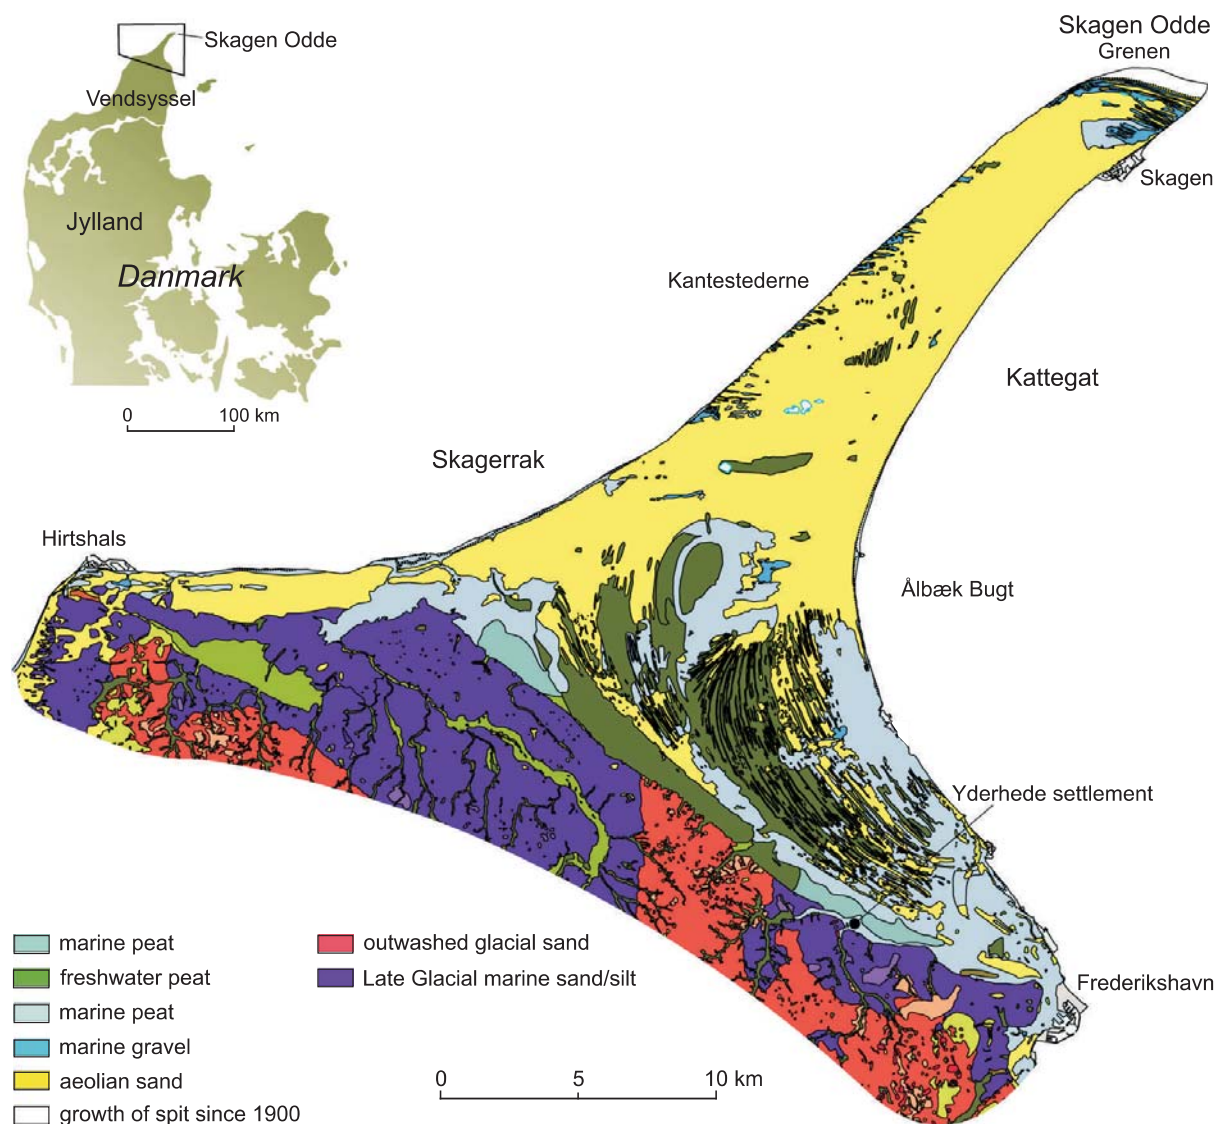 Skagen Odde
Vendsyssel
Jylland
Danmark
0 100 km
Skagen Odde
Grenen
Skagen
Kantestederne
Kattegat
Skagerrak
Hirtshals
Ålbæk Bugt
Yderhede settlement
Frederikshavn
marine peat
freshwater peat
marine peat
marine gravel
aeolian sand
growth of spit since 1900
outwashed glacial sand
Late Glacial marine sand/silt
0 5 10 km